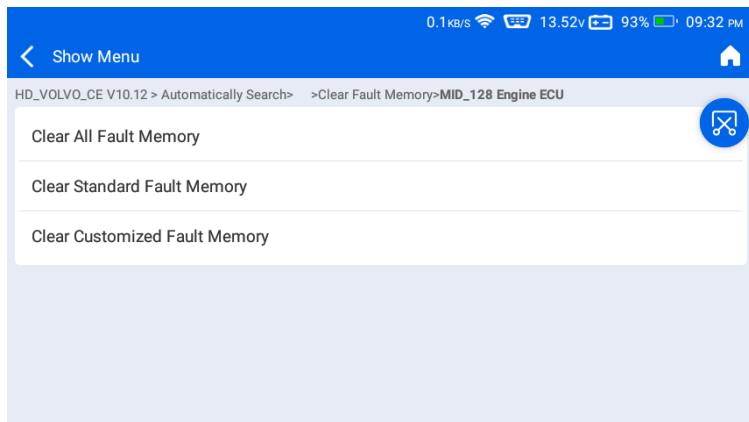 0.1KB/S 13.52V 93% 09:32 PM
Show Menu
HD_VOLVO_CE V10.12 > Automatically Search> >Clear Fault Memory>MID_128 Engine ECU
Clear All Fault Memory
Clear Standard Fault Memory
Clear Customized Fault Memory